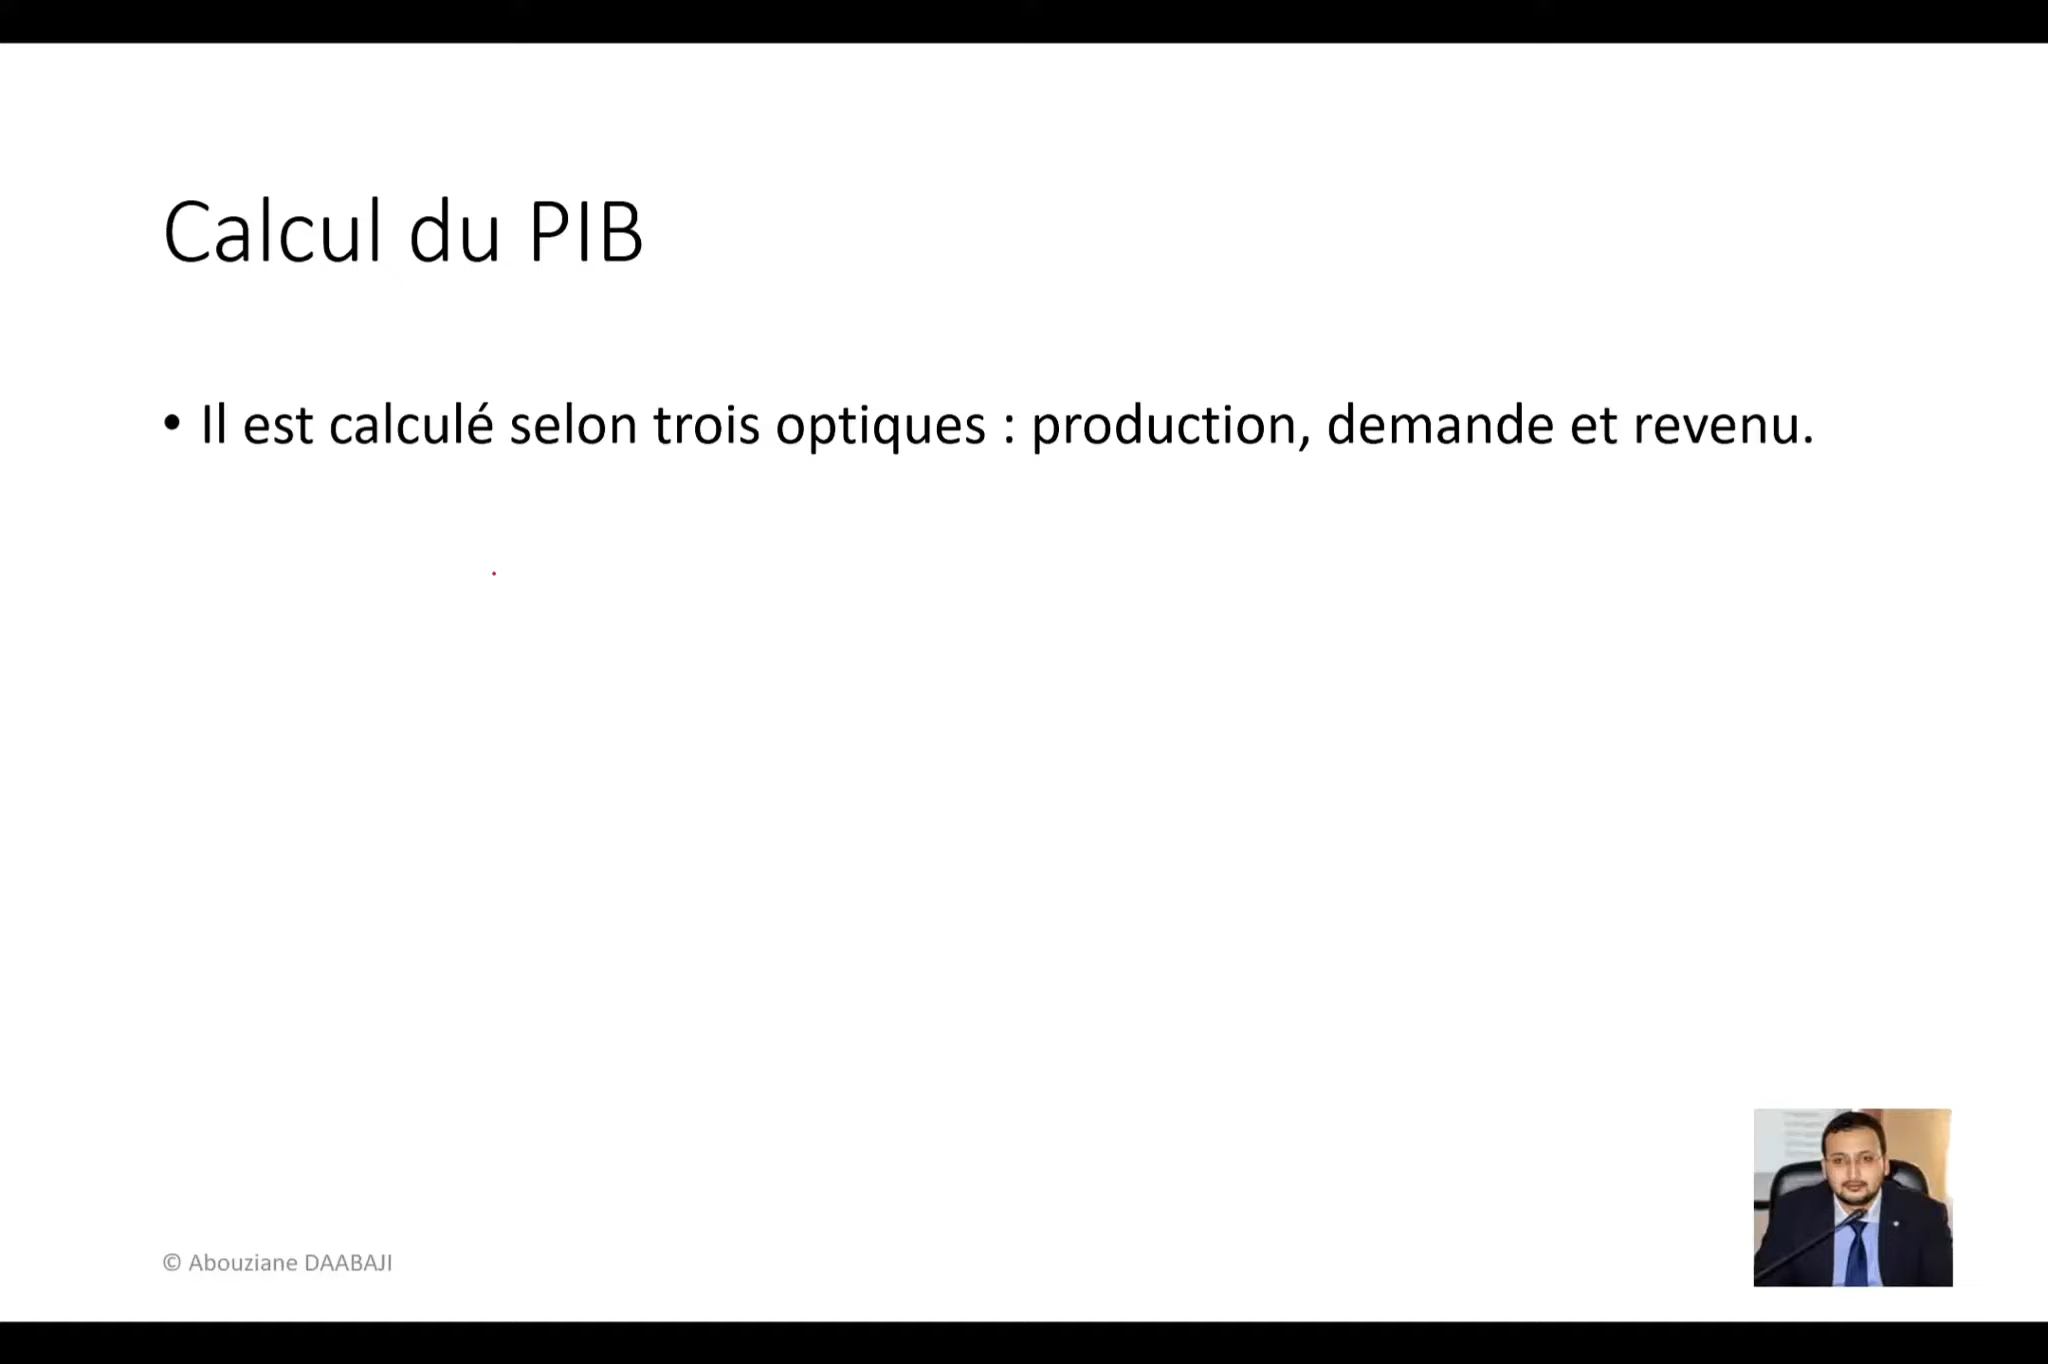 Calcul du PIB
• Il est calculé selon trois optiques : production, demande et revenu.
© Abouziane DAABAJI